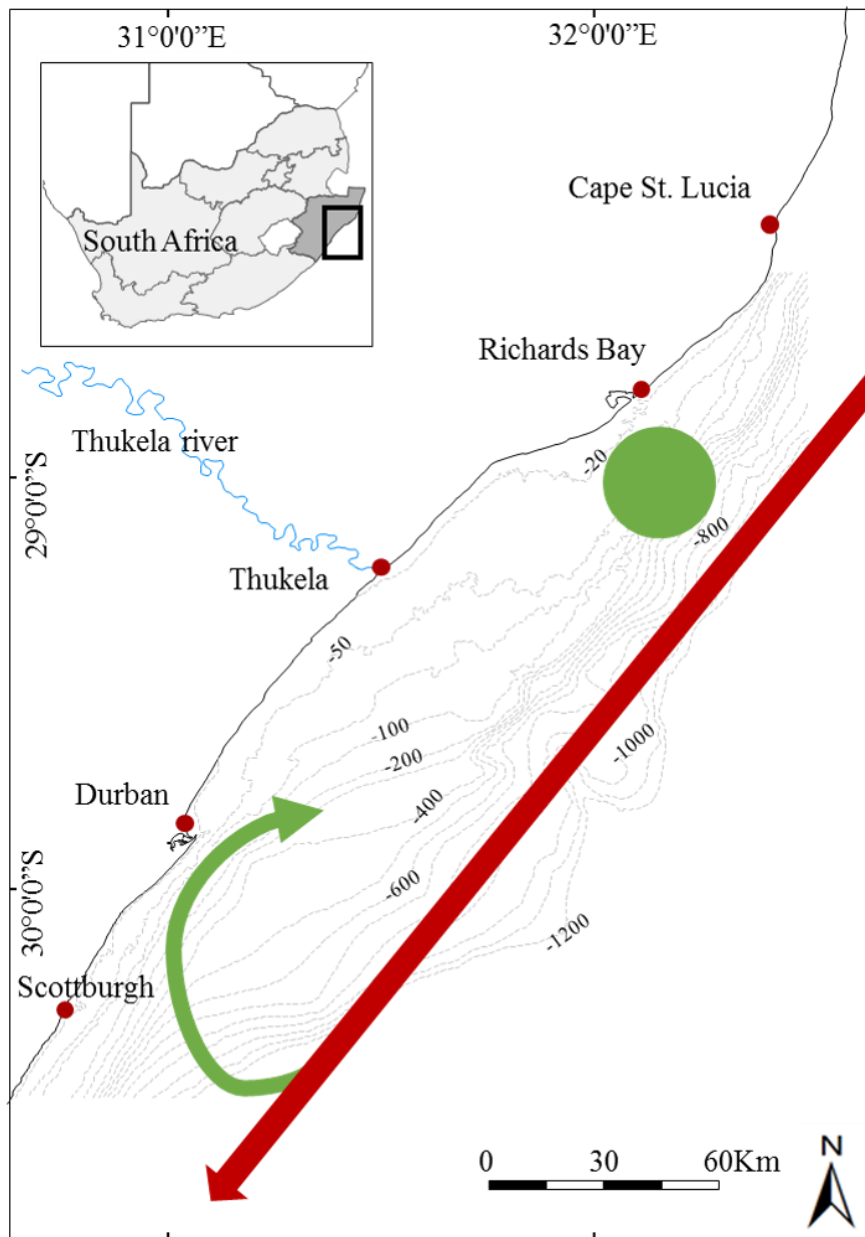 31°0'0”E
32°0'0”E
Cape St. Lucia
South Africa
Richards Bay
Thukela river
-20
29°0'0”S
-800
Thukela
-50
-100
-1000
-200
Durban
-400
-600
30°0'0”S
-1200
Scottburgh
N
0 30 60Km